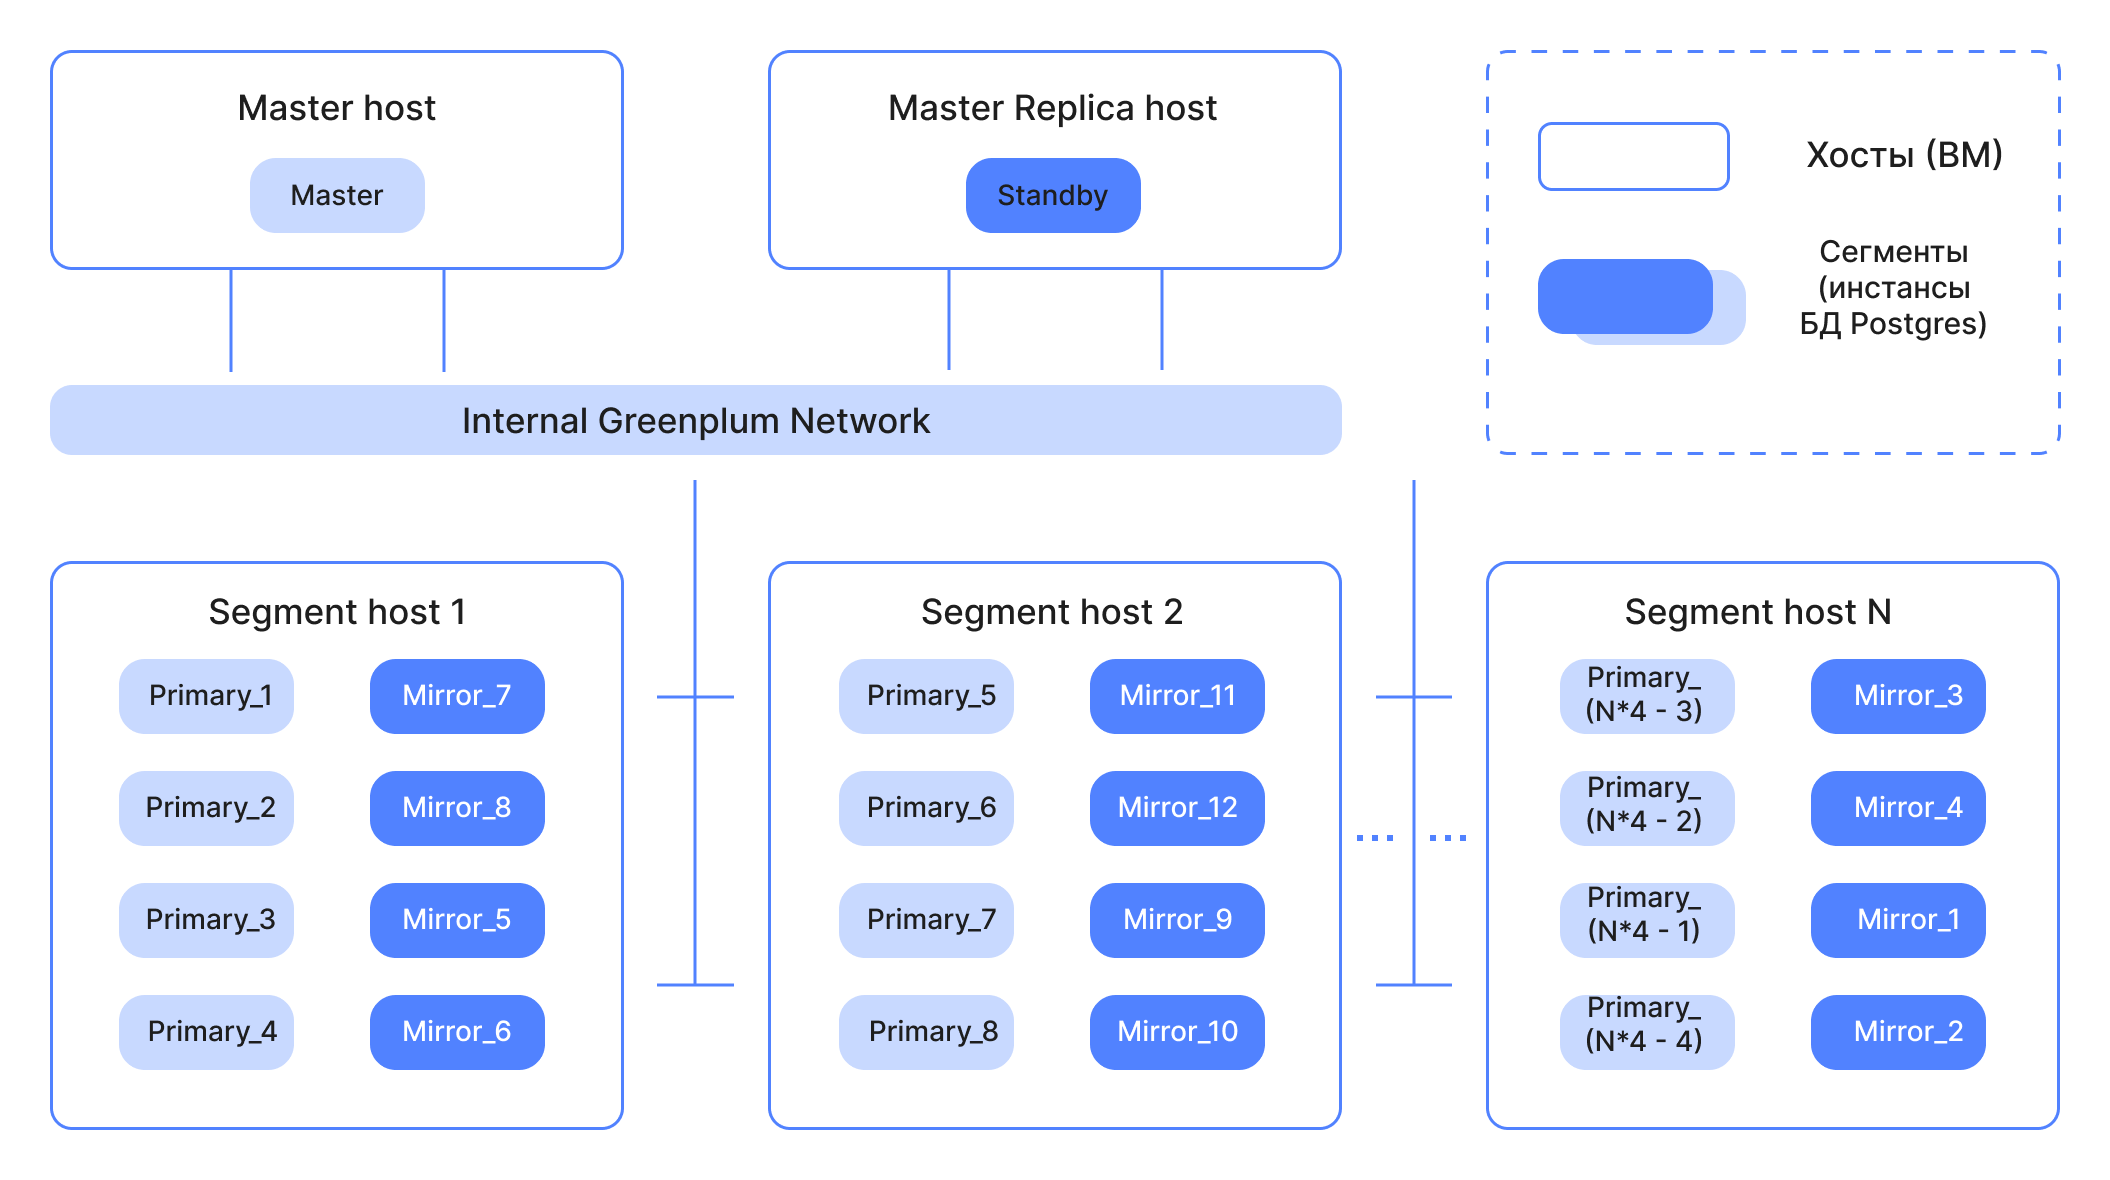 Master host
Master
Master Replica host
Standby
Хосты (ВМ)
Сегменты
(инстансы
БД Postgres)
Internal Greenplum Network
Segment host 1
Primary_1
Mirror_7
Primary_2
Mirror_8
Primary_3
Mirror_5
Primary_4
Mirror_6
Segment host 2
Primary_5
Mirror_11
Primary_6
Mirror_12
Primary_7
Mirror_9
Primary_8
Mirror_10
Segment host N
Primary_
(N*4 - 3)
Mirror_3
Primary_
(N*4 - 2)
Mirror_4
Primary_
(N*4 - 1)
Mirror_1
Primary_
(N*4 - 4)
Mirror_2